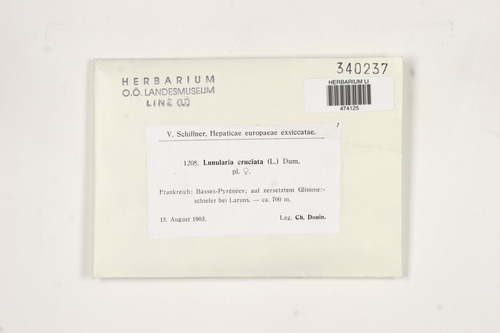 340237
HERBARIUM
O.Ö. LANDESMUSEUM
LINZ (LI)
HERBARIUM LI
474125
V. Schiffner, Hepaticae europaeae exsiccatae.
1208. Lunularia cruciata (L.) Dum.
pl. ♀.
Frankreich: Basses-Pyrénées; auf zersetztem Glimmer-
schiefer bei Laruns. — ca. 700 m.
15. August 1903. Leg. Ch. Douin.